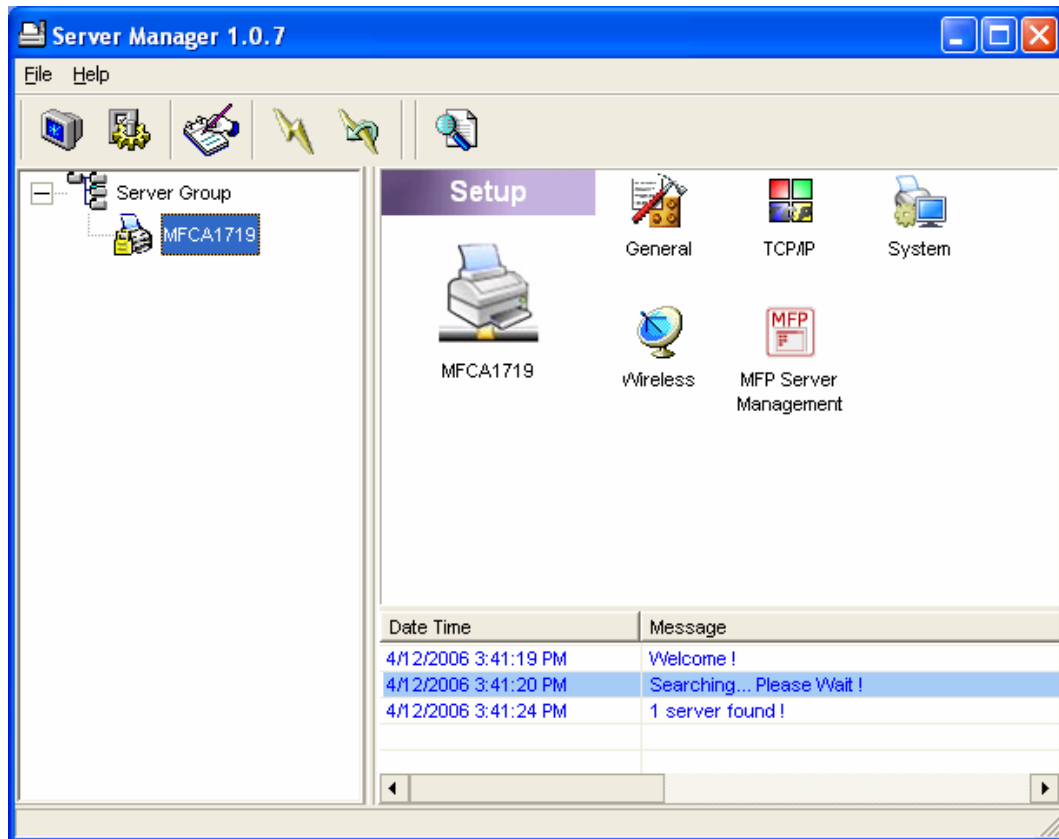 Server Manager 1.0.7
File Help
Server Group
MFCA1719
Setup
MFCA1719
General
TCP/IP
System
Wireless
MFP
MFP Server
Management
Date Time Message
4/12/2006 3:41:19 PM Welcome !
4/12/2006 3:41:20 PM Searching... Please Wait !
4/12/2006 3:41:24 PM 1 server found !